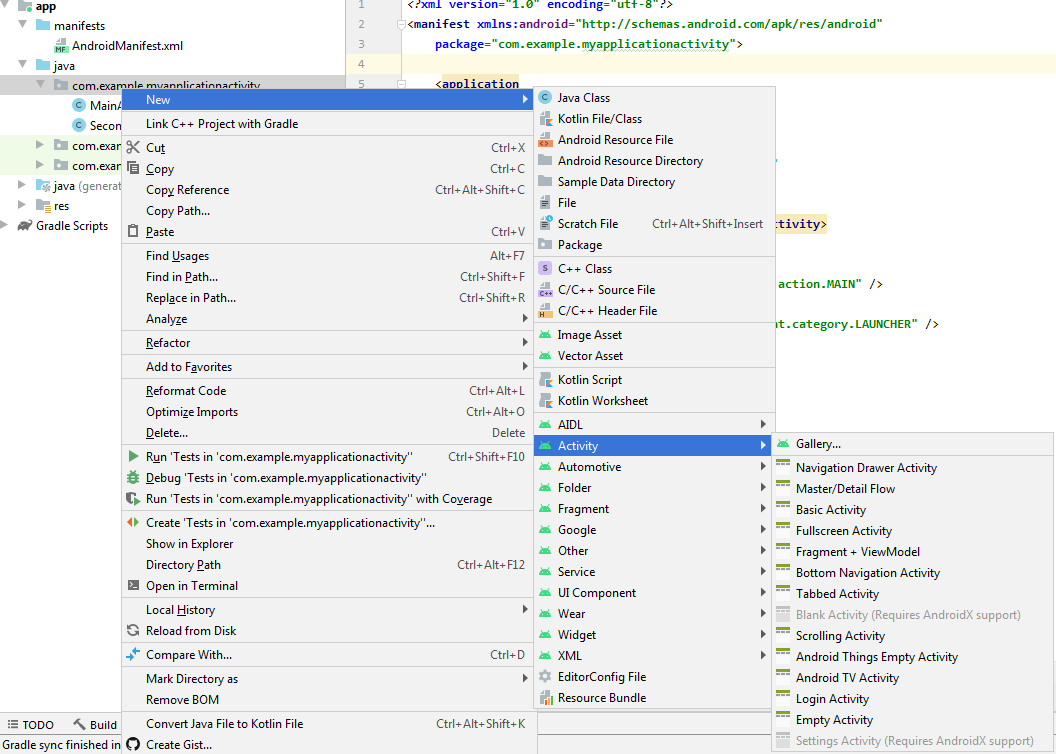 app
manifests
AndroidManifest.xml
java
com.example.myapplicationactivity
MainA
Secon
com.exam
com.exam
java (generat
res
Gradle Scripts
1 <?xml version="1.0" encoding="utf-8"?>
2 <manifest xmlns:android="http://schemas.android.com/apk/res/android"
3 package="com.example.myapplicationactivity">
4
5 <application
ctivity>
action.MAIN" />
nt.category.LAUNCHER" />
New
Link C++ Project with Gradle
Cut Ctrl+X
Copy Ctrl+C
Copy Reference Ctrl+Alt+Shift+C
Copy Path...
Paste Ctrl+V
Find Usages Alt+F7
Find in Path... Ctrl+Shift+F
Replace in Path... Ctrl+Shift+R
Analyze
Refactor
Add to Favorites
Reformat Code Ctrl+Alt+L
Optimize Imports Ctrl+Alt+O
Delete... Delete
Run 'Tests in 'com.example.myapplicationactivity'' Ctrl+Shift+F10
Debug 'Tests in 'com.example.myapplicationactivity''
Run 'Tests in 'com.example.myapplicationactivity'' with Coverage
Create 'Tests in 'com.example.myapplicationactivity''...
Show in Explorer
Directory Path Ctrl+Alt+F12
Open in Terminal
Local History
Reload from Disk
Compare With... Ctrl+D
Mark Directory as
Remove BOM
Convert Java File to Kotlin File Ctrl+Alt+Shift+K
Create Gist...
Java Class
Kotlin File/Class
Android Resource File
Android Resource Directory
Sample Data Directory
File
Scratch File Ctrl+Alt+Shift+Insert
Package
C++ Class
C/C++ Source File
C/C++ Header File
Image Asset
Vector Asset
Kotlin Script
Kotlin Worksheet
AIDL
Activity
Automotive
Folder
Fragment
Google
Other
Service
UI Component
Wear
Widget
XML
EditorConfig File
Resource Bundle
Gallery...
Navigation Drawer Activity
Master/Detail Flow
Basic Activity
Fullscreen Activity
Fragment + ViewModel
Bottom Navigation Activity
Tabbed Activity
Blank Activity (Requires AndroidX support)
Scrolling Activity
Android Things Empty Activity
Android TV Activity
Login Activity
Empty Activity
Settings Activity (Requires AndroidX support)
TODO Build
Gradle sync finished in